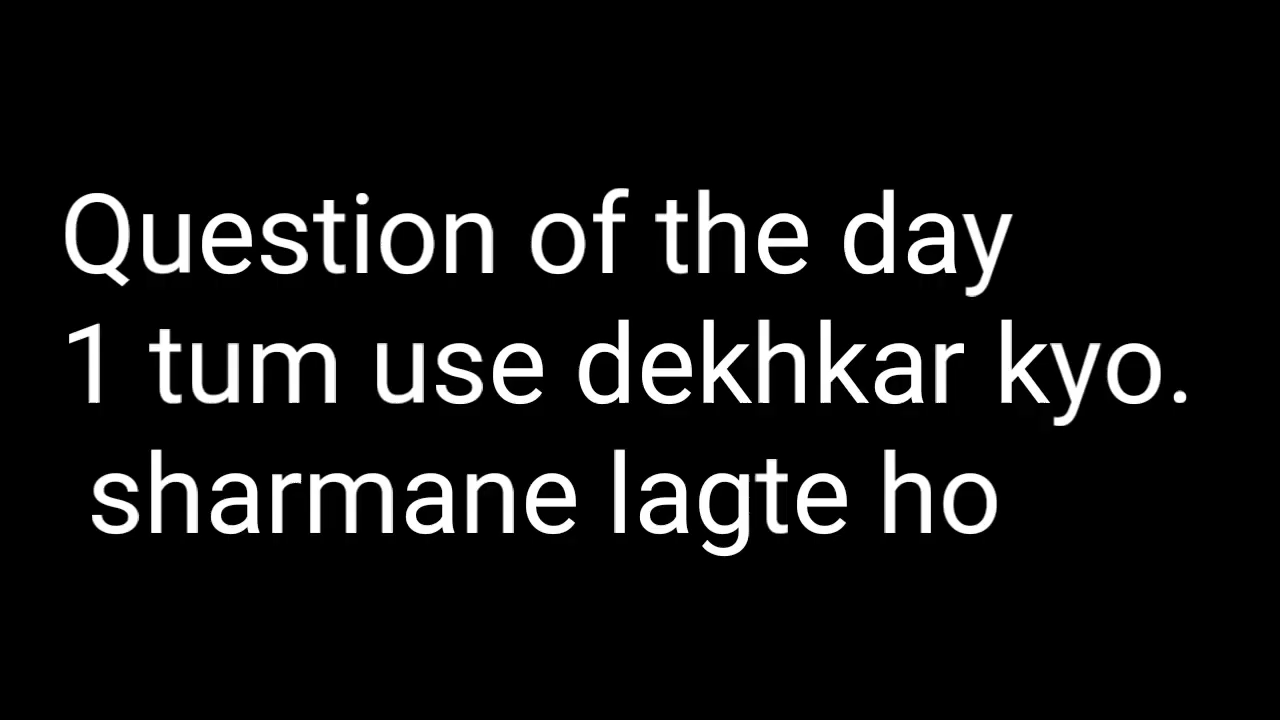 Question of the day
1 tum use dekhkar kyo.
sharmane lagte ho